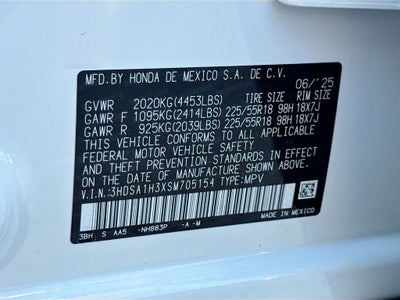 MFD.BY HONDA DE MEXICO S.A. DE C.V.
06/'25
TIRE SIZE RIM SIZE
GVWR 2020KG(4453LBS)
GAWR F 1095KG(2414LBS) 225/55R18 98H 18X7J
GAWR R 925KG(2039LBS) 225/55R18 98H 18X7J
THIS VEHICLE CONFORMS TO ALL APPLICABLE
FEDERAL MOTOR VEHICLE SAFETY STANDARDS
IN EFFECT ON THE DATE OF MANUFACTURE
SHOWN ABOVE.
V.I.N.:3HDSA1H3XSM705154 TYPE:MPV
3BH S AA5 -NH883P -A -M
MADE IN MEXICO